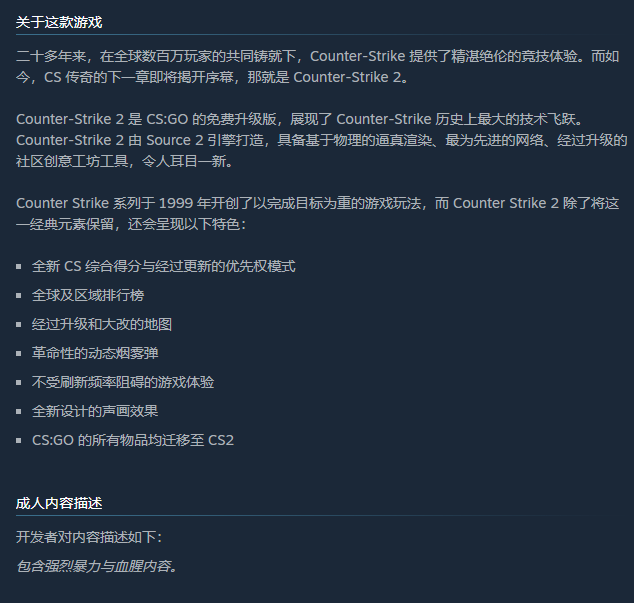 关于这款游戏
二十多年来，在全球数百万玩家的共同铸就下，Counter-Strike 提供了精湛绝伦的竞技体验。而如
今，CS 传奇的下一章即将揭开序幕，那就是 Counter-Strike 2。
Counter-Strike 2 是 CS:GO 的免费升级版，展现了 Counter-Strike 历史上最大的技术飞跃。
Counter-Strike 2 由 Source 2 引擎打造，具备基于物理的逼真渲染、最为先进的网络、经过升级的
社区创意工坊工具，令人耳目一新。
Counter Strike 系列于 1999 年开创了以完成目标为重的游戏玩法，而 Counter Strike 2 除了将这
一经典元素保留，还会呈现以下特色：
▪ 全新 CS 综合得分与经过更新的优先权模式
▪ 全球及区域排行榜
▪ 经过升级和大改的地图
▪ 革命性的动态烟雾弹
▪ 不受刷新频率阻碍的游戏体验
▪ 全新设计的声画效果
▪ CS:GO 的所有物品均迁移至 CS2
成人内容描述
开发者对内容描述如下：
包含强烈暴力与血腥内容。